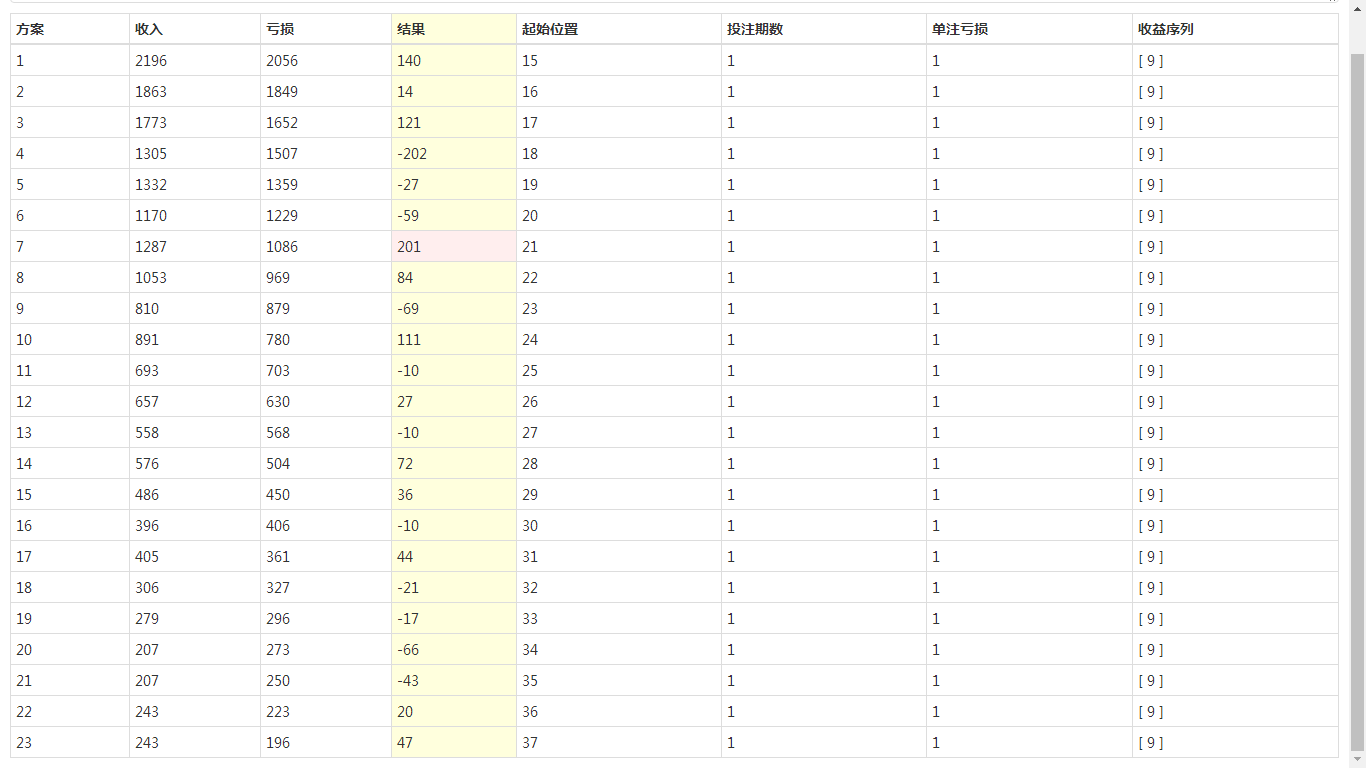 方案 收入 亏损 结果 起始位置 投注期数 单注亏损 收益序列
1 2196 2056 140 15 1 1 [ 9 ]
2 1863 1849 14 16 1 1 [ 9 ]
3 1773 1652 121 17 1 1 [ 9 ]
4 1305 1507 -202 18 1 1 [ 9 ]
5 1332 1359 -27 19 1 1 [ 9 ]
6 1170 1229 -59 20 1 1 [ 9 ]
7 1287 1086 201 21 1 1 [ 9 ]
8 1053 969 84 22 1 1 [ 9 ]
9 810 879 -69 23 1 1 [ 9 ]
10 891 780 111 24 1 1 [ 9 ]
11 693 703 -10 25 1 1 [ 9 ]
12 657 630 27 26 1 1 [ 9 ]
13 558 568 -10 27 1 1 [ 9 ]
14 576 504 72 28 1 1 [ 9 ]
15 486 450 36 29 1 1 [ 9 ]
16 396 406 -10 30 1 1 [ 9 ]
17 405 361 44 31 1 1 [ 9 ]
18 306 327 -21 32 1 1 [ 9 ]
19 279 296 -17 33 1 1 [ 9 ]
20 207 273 -66 34 1 1 [ 9 ]
21 207 250 -43 35 1 1 [ 9 ]
22 243 223 20 36 1 1 [ 9 ]
23 243 196 47 37 1 1 [ 9 ]